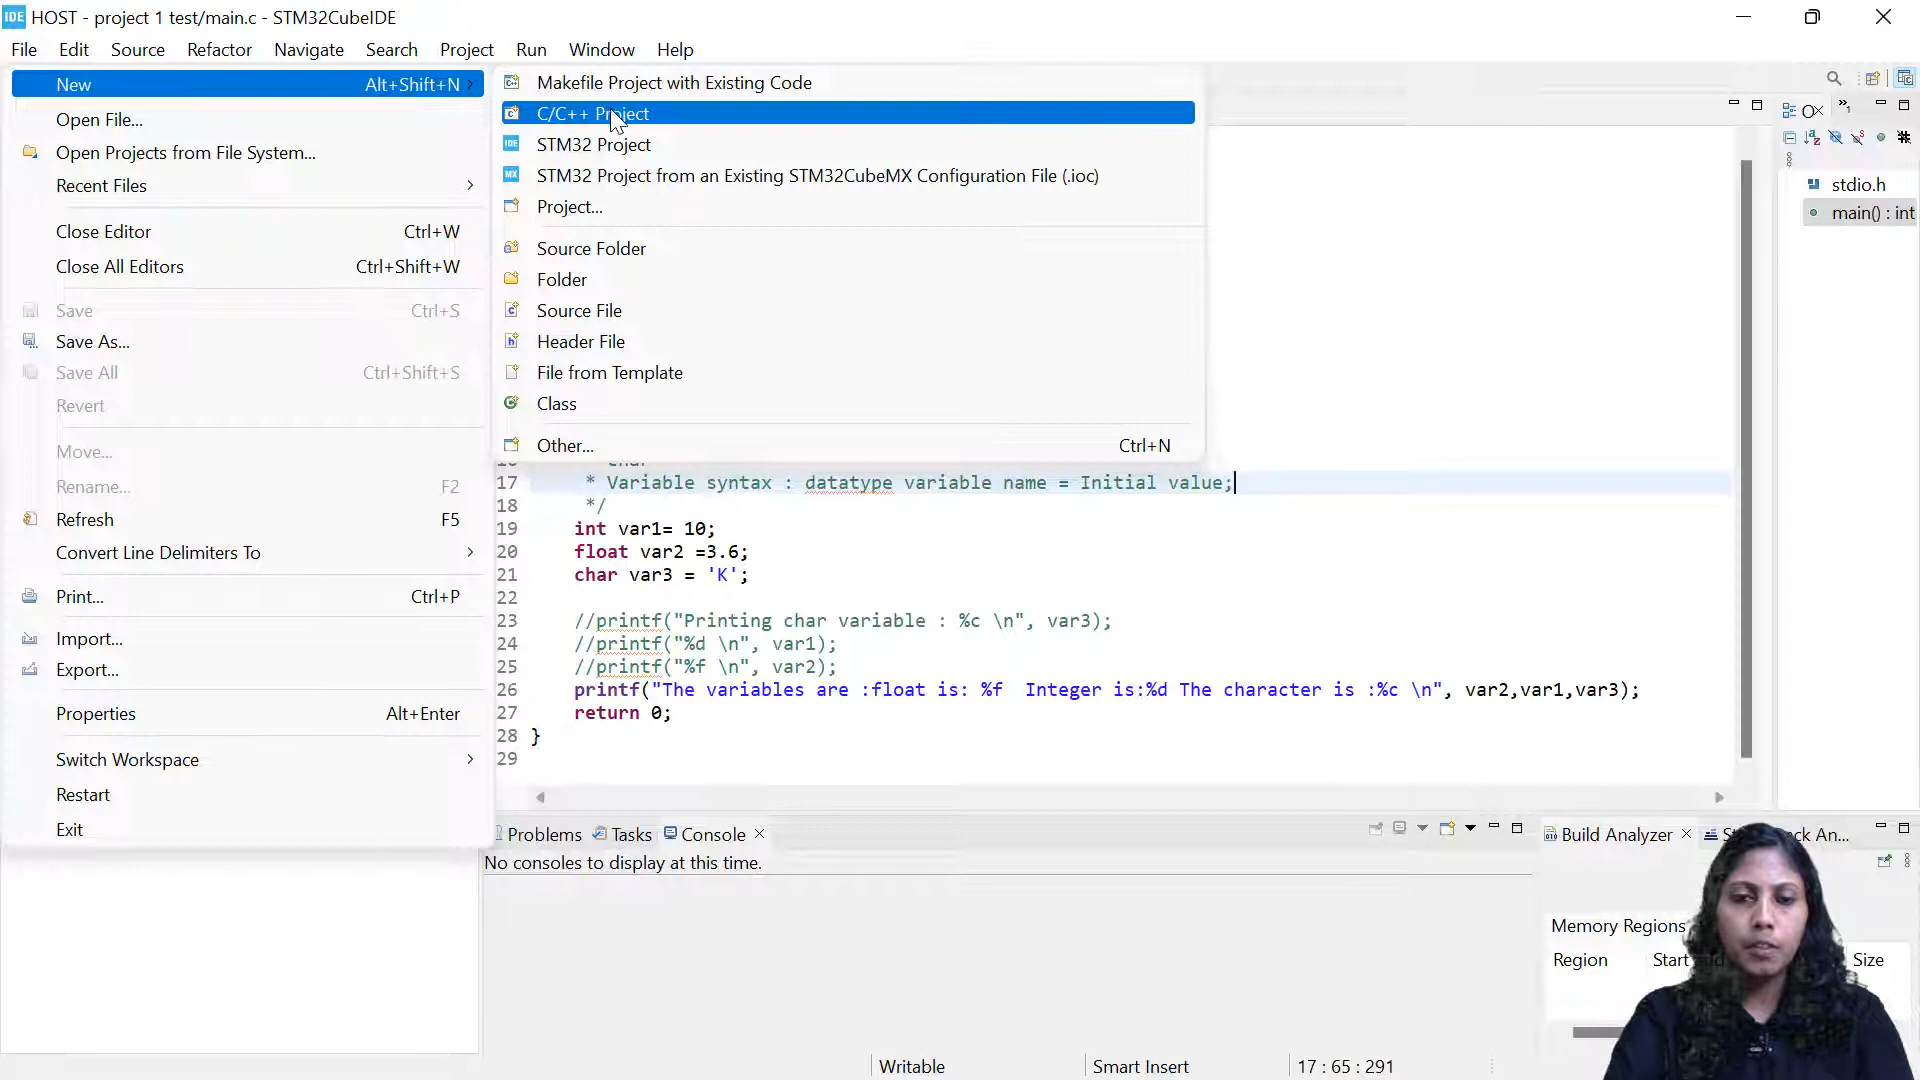 IDE HOST - project 1 test/main.c - STM32CubeIDE
File Edit Source Refactor Navigate Search Project Run Window Help
New Alt+Shift+N
Open File...
Open Projects from File System...
Recent Files
Close Editor Ctrl+W
Close All Editors Ctrl+Shift+W
Save Ctrl+S
Save As...
Save All Ctrl+Shift+S
Revert
Move...
Rename... F2
Refresh F5
Convert Line Delimiters To
Print... Ctrl+P
Import...
Export...
Properties Alt+Enter
Switch Workspace
Restart
Exit
Makefile Project with Existing Code
C/C++ Project
IDE STM32 Project
MX STM32 Project from an Existing STM32CubeMX Configuration File (.ioc)
Project...
Source Folder
Folder
Source File
Header File
File from Template
Class
Other... Ctrl+N
17 * Variable syntax : datatype variable name = Initial value;
18 */
19 int var1= 10;
20 float var2 =3.6;
21 char var3 = 'K';
22
23 //printf("Printing char variable : %c \n", var3);
24 //printf("%d \n", var1);
25 //printf("%f \n", var2);
26 printf("The variables are :float is: %f  Integer is:%d The character is :%c \n", var2,var1,var3);
27 return 0;
28 }
29
stdio.h
main() : int
Problems Tasks Console
No consoles to display at this time.
Build Analyzer
Memory Regions
Region Start Size
Writable Smart Insert 17 : 65 : 291